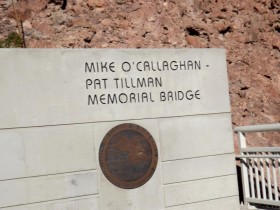 MIKE O'CALLAGHAN -
PAT TILLMAN
MEMORIAL BRIDGE